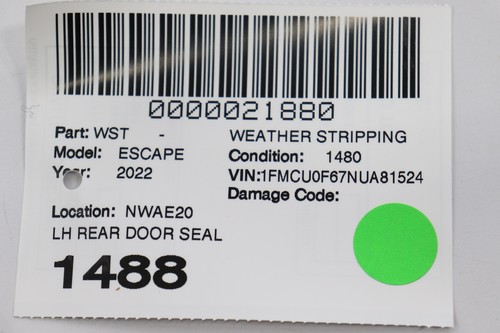 0000021880
Part: WST - WEATHER STRIPPING
Model: ESCAPE Condition: 1480
Year: 2022 VIN:1FMCU0F67NUA81524
Damage Code:
Location: NWAE20
LH REAR DOOR SEAL
1488